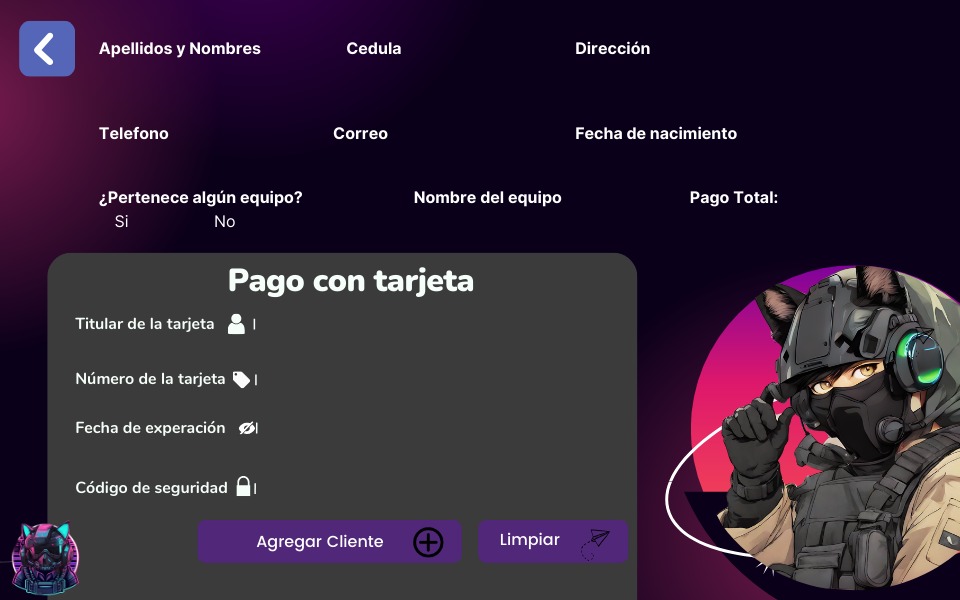 Apellidos y Nombres Cedula Dirección
Telefono Correo Fecha de nacimiento
¿Pertenece algún equipo? Nombre del equipo Pago Total:
Si No
Pago con tarjeta
Titular de la tarjeta
Número de la tarjeta
Fecha de experación
Código de seguridad
Agregar Cliente Limpiar